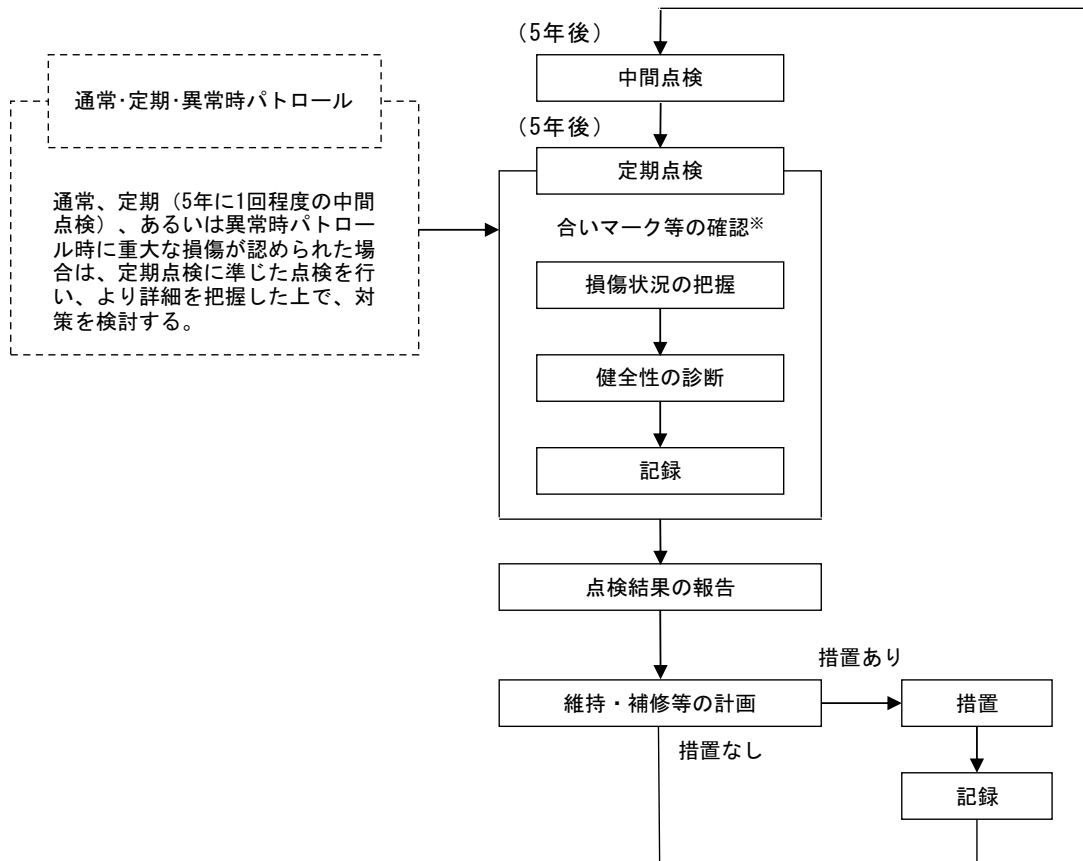 (5年後)
中間点検
通常・定期・異常時パトロール
(5年後)
定期点検
通常、定期（5年に1回程度の中間
点検）、あるいは異常時パトロー
ル時に重大な損傷が認められた場
合は、定期点検に準じた点検を行
い、より詳細を把握した上で、対
策を検討する。
合いマーク等の確認※
損傷状況の把握
健全性の診断
記録
点検結果の報告
措置あり
維持・補修等の計画
措置
措置なし
記録